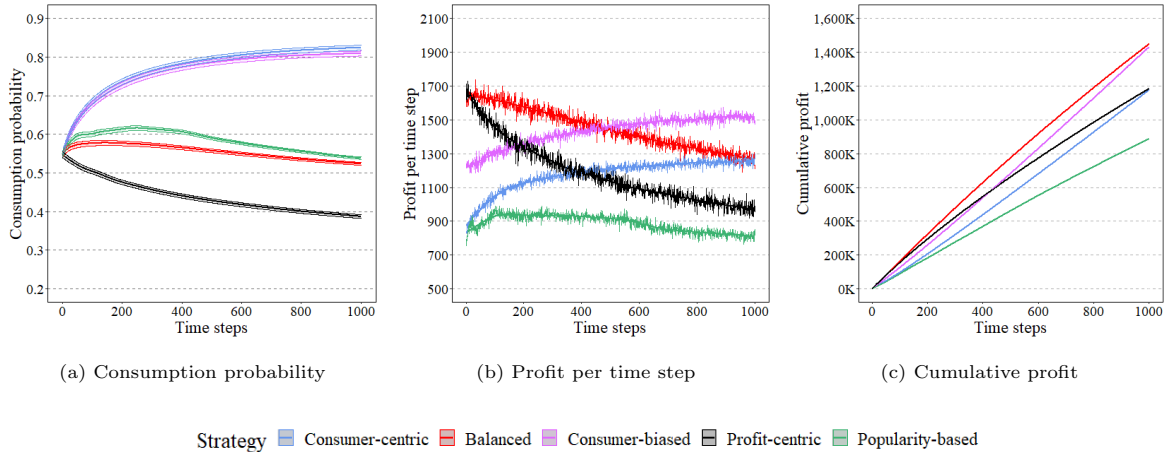 Consumption probability
0.9
0.8
0.7
0.6
0.5
0.4
0.3
0.2
0 200 400 600 800 1000
Time steps
(a) Consumption probability
Profit per time step
2100
1900
1700
1500
1300
1100
900
700
500
0 200 400 600 800 1000
Time steps
(b) Profit per time step
Cumulative profit
1,600K
1,400K
1,200K
1,000K
800K
600K
400K
200K
0K
0 200 400 600 800 1000
Time steps
(c) Cumulative profit
Strategy Consumer-centric Balanced Consumer-biased Profit-centric Popularity-based